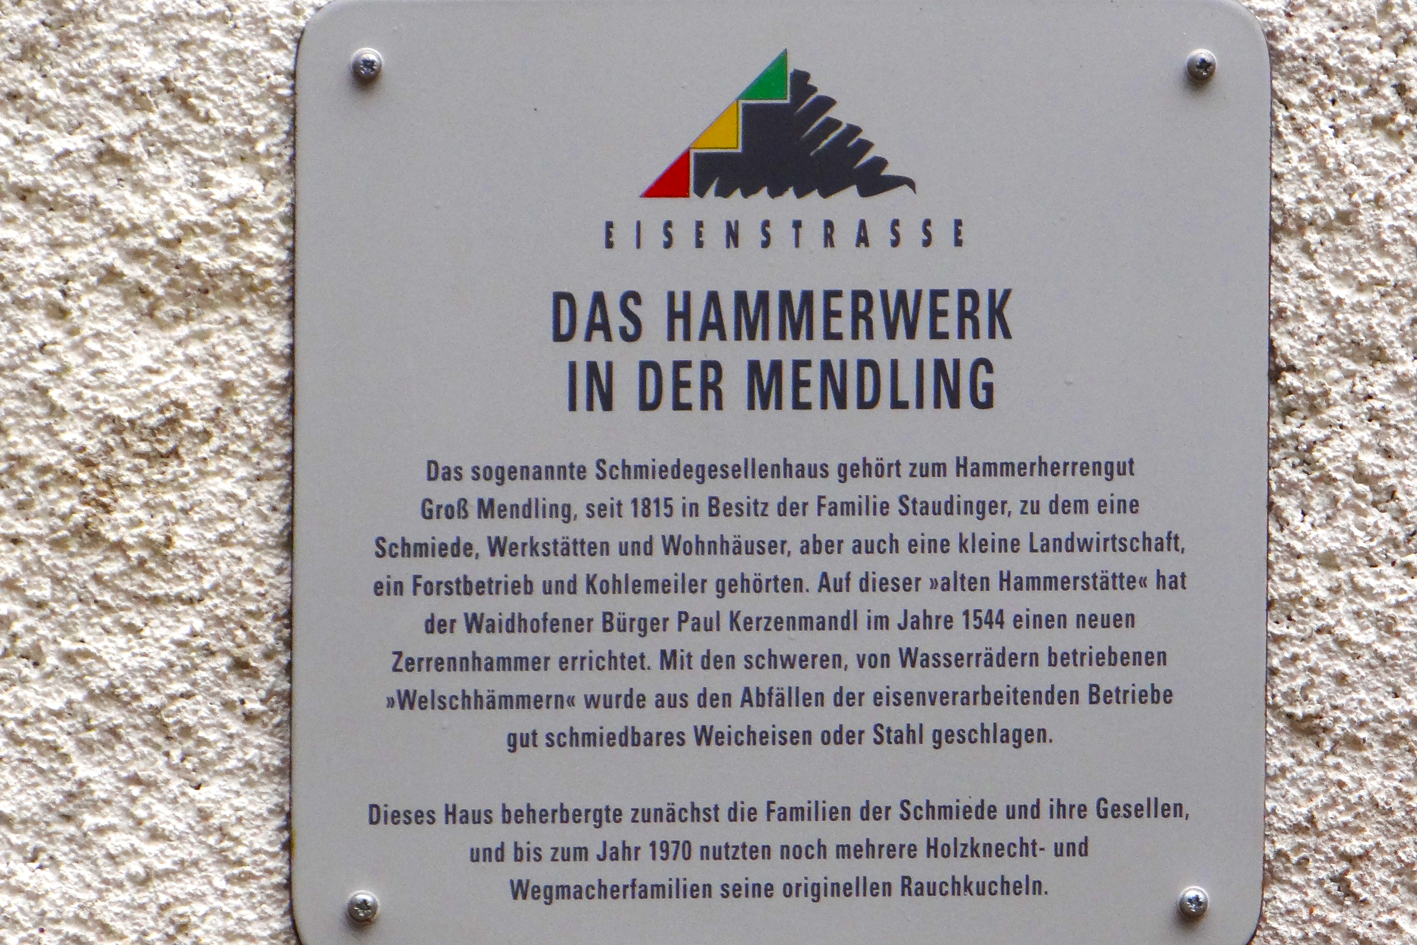 EISENSTRASSE
DAS HAMMERWERK
IN DER MENDLING
Das sogenannte Schmiedegesellenhaus gehört zum Hammerherrengut
Groß Mendling, seit 1815 in Besitz der Familie Staudinger, zu dem eine
Schmiede, Werkstätten und Wohnhäuser, aber auch eine kleine Landwirtschaft,
ein Forstbetrieb und Kohlemeiler gehörten. Auf dieser »alten Hammerstätte« hat
der Waidhofener Bürger Paul Kerzenmandl im Jahre 1544 einen neuen
Zerrennhammer errichtet. Mit den schweren, von Wasserrädern betriebenen
»Welschhämmern« wurde aus den Abfällen der eisenverarbeitenden Betriebe
gut schmiedbares Weicheisen oder Stahl geschlagen.
Dieses Haus beherbergte zunächst die Familien der Schmiede und ihre Gesellen,
und bis zum Jahr 1970 nutzten noch mehrere Holzknecht- und
Wegmacherfamilien seine originellen Rauchkucheln.